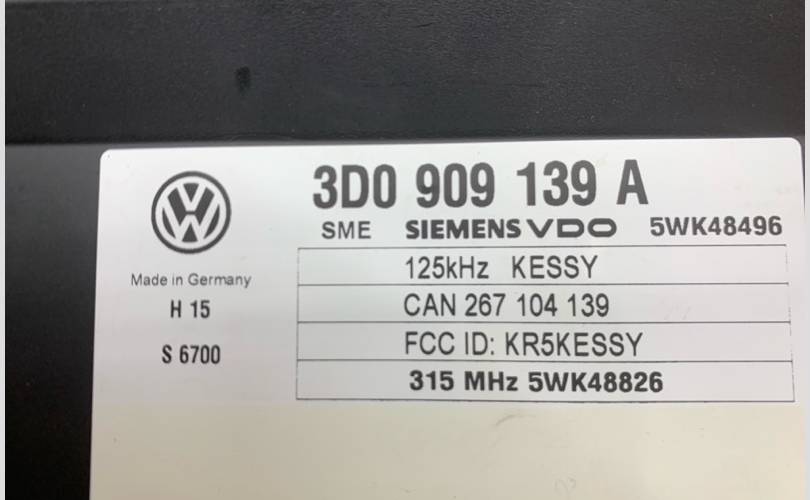 3D0 909 139 A
SME SIEMENS VDO 5WK48496
Made in Germany
H 15
S 6700
125kHz KESSY
CAN 267 104 139
FCC ID: KR5KESSY
315 MHz 5WK48826